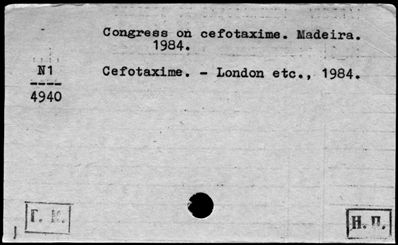 Congress on cefotaxime. Madeira.
1984.
N1
----
4940
Cefotaxime. - London etc., 1984.
Г. К.
Н.П.